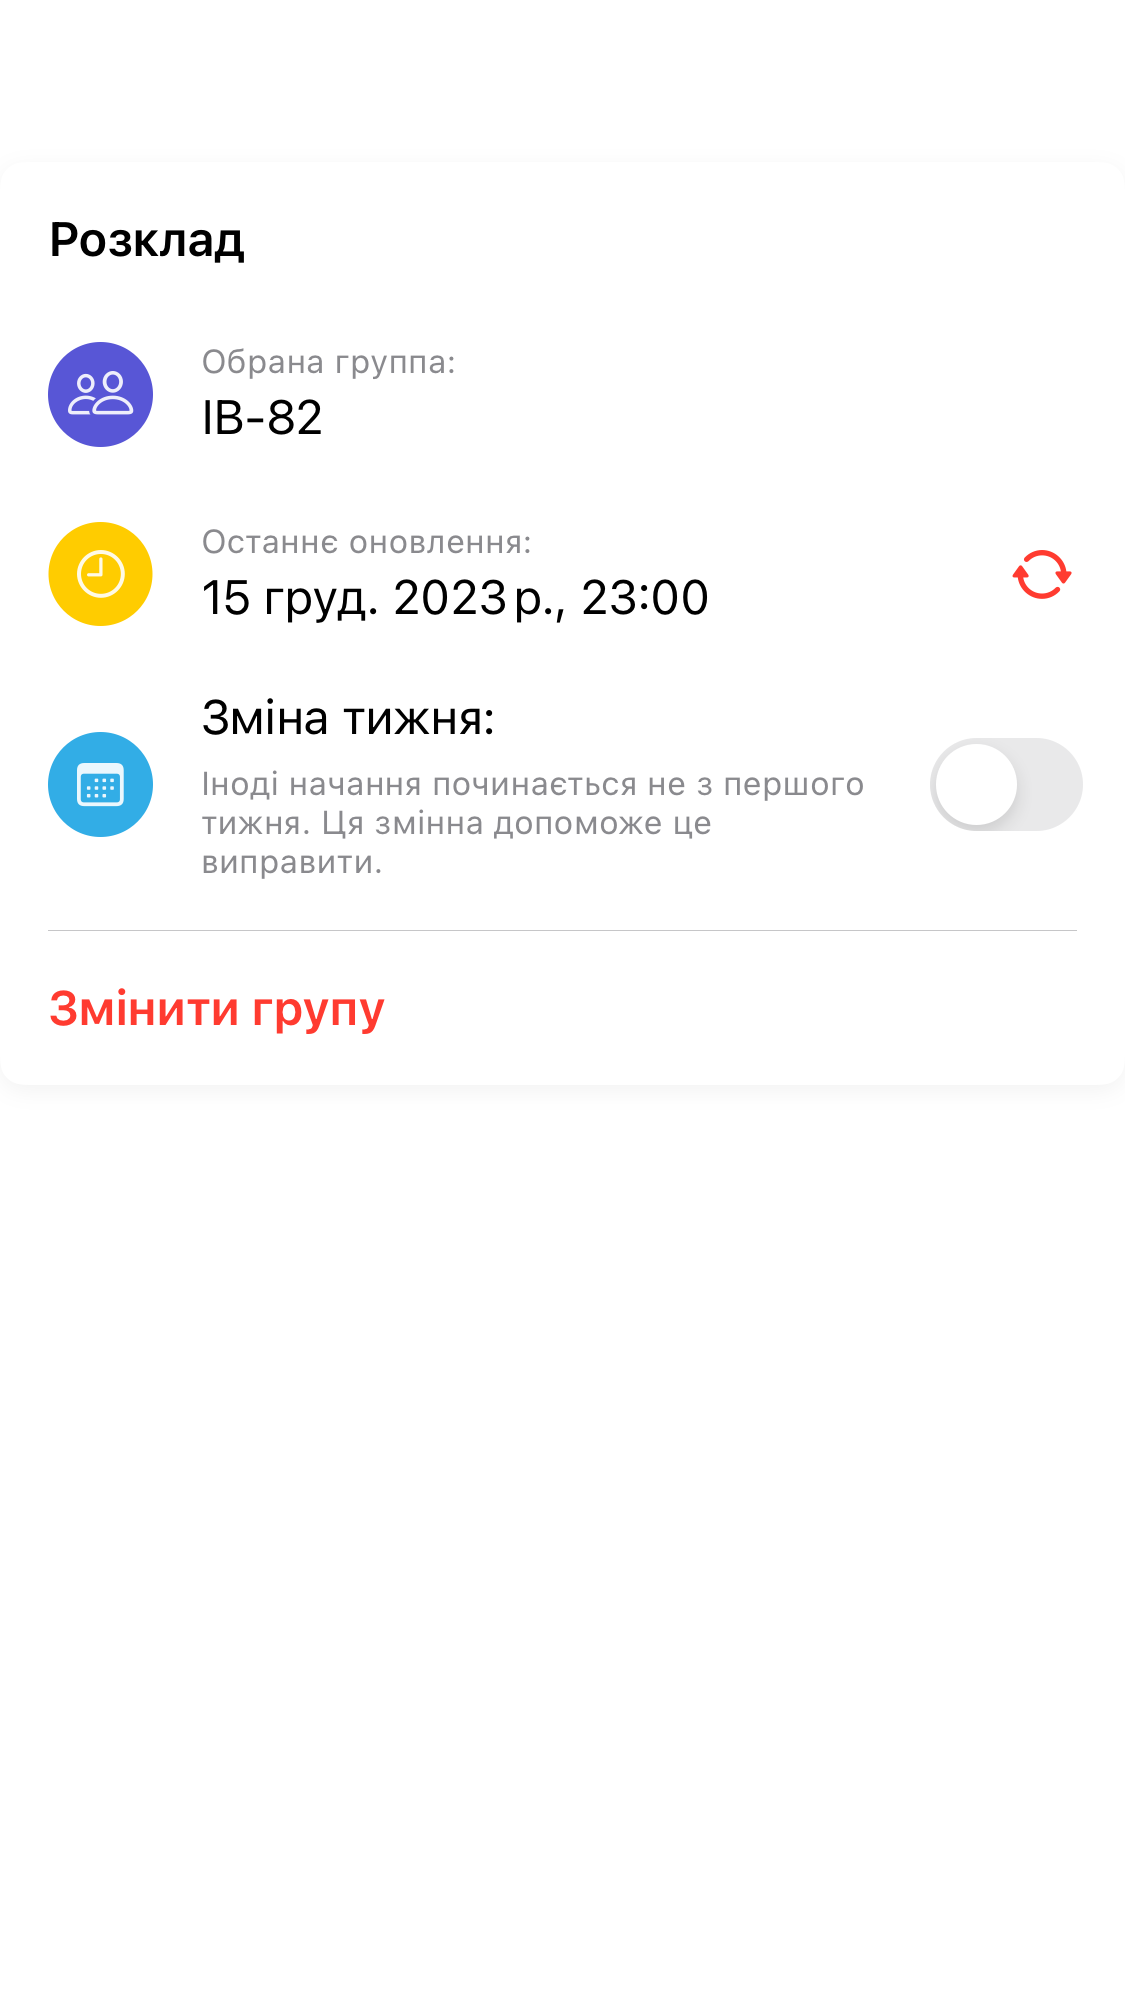 Розклад
Обрана группа:
ІВ-82
Останнє оновлення:
15 груд. 2023 р., 23:00
Зміна тижня:
Іноді начання починається не з першого
тижня. Ця змінна допоможе це
виправити.
Змінити групу